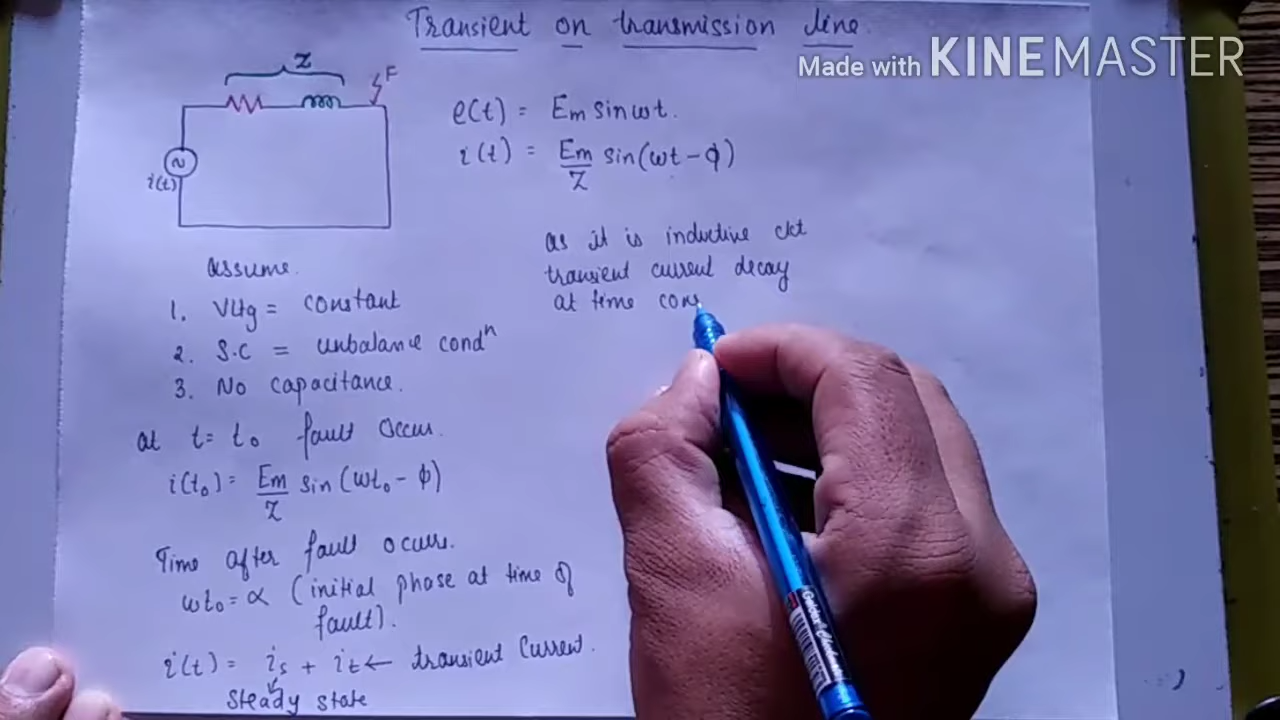 Transient on transmission line.
Made with KINEMASTER
Z
F
i(t)
e(t) = Em sin ωt.
i(t) = Em/Z sin(ωt - φ)
as it is inductive ckt
transient current decay
at time cons
assume.
1. Vltg = constant
2. S.C = unbalance condⁿ
3. No capacitance.
at t = t₀ fault occur.
i(t₀) = Em/Z sin (ωt₀ - φ)
Time after fault occurs.
ωt₀ = α (initial phase at time of
fault).
i(t) = is + it ← transient current.
Steady state